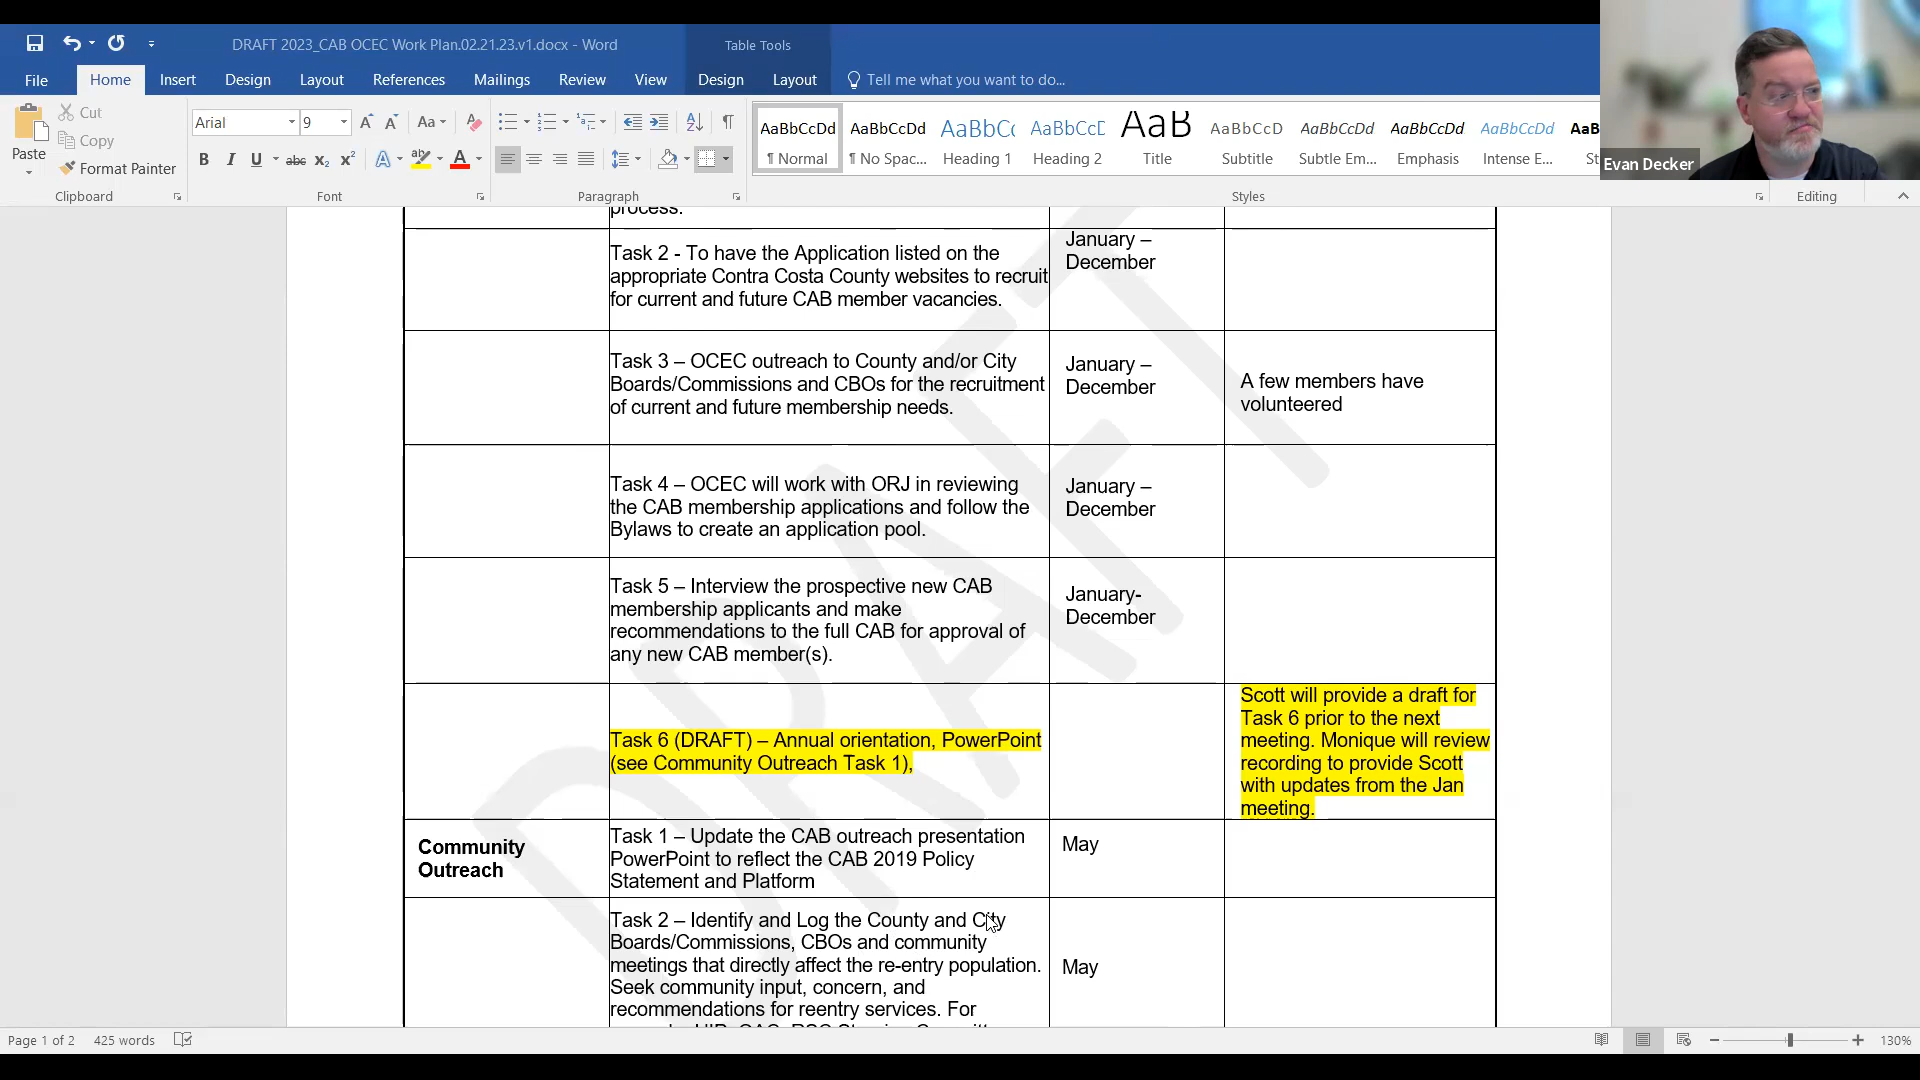 DRAFT 2023_CAB OCEC Work Plan.02.21.23.v1.docx - Word
Table Tools
File
Home
Insert
Design
Layout
References
Mailings
Review
View
Design
Layout
Tell me what you want to do...
Paste
Cut
Copy
Format Painter
Clipboard
Arial
9
Font
Paragraph
AaBbCcDd
¶ Normal
AaBbCcDd
¶ No Spac...
AaBbCc
Heading 1
AaBbCcD
Heading 2
AaB
Title
AaBbCcD
Subtitle
AaBbCcDd
Subtle Em...
AaBbCcDd
Emphasis
AaBbCcDd
Intense E...
Styles
Editing
Evan Decker
process.
Task 2 - To have the Application listed on the
appropriate Contra Costa County websites to recruit
for current and future CAB member vacancies.
January –
December
Task 3 – OCEC outreach to County and/or City
Boards/Commissions and CBOs for the recruitment
of current and future membership needs.
January –
December
A few members have
volunteered
Task 4 – OCEC will work with ORJ in reviewing
the CAB membership applications and follow the
Bylaws to create an application pool.
January –
December
Task 5 – Interview the prospective new CAB
membership applicants and make
recommendations to the full CAB for approval of
any new CAB member(s).
January-
December
Task 6 (DRAFT) – Annual orientation, PowerPoint
(see Community Outreach Task 1),
Scott will provide a draft for
Task 6 prior to the next
meeting. Monique will review
recording to provide Scott
with updates from the Jan
meeting.
Community
Outreach
Task 1 – Update the CAB outreach presentation
PowerPoint to reflect the CAB 2019 Policy
Statement and Platform
May
Task 2 – Identify and Log the County and City
Boards/Commissions, CBOs and community
meetings that directly affect the re-entry population.
Seek community input, concern, and
recommendations for reentry services. For
May
DRAFT
Page 1 of 2
425 words
130%